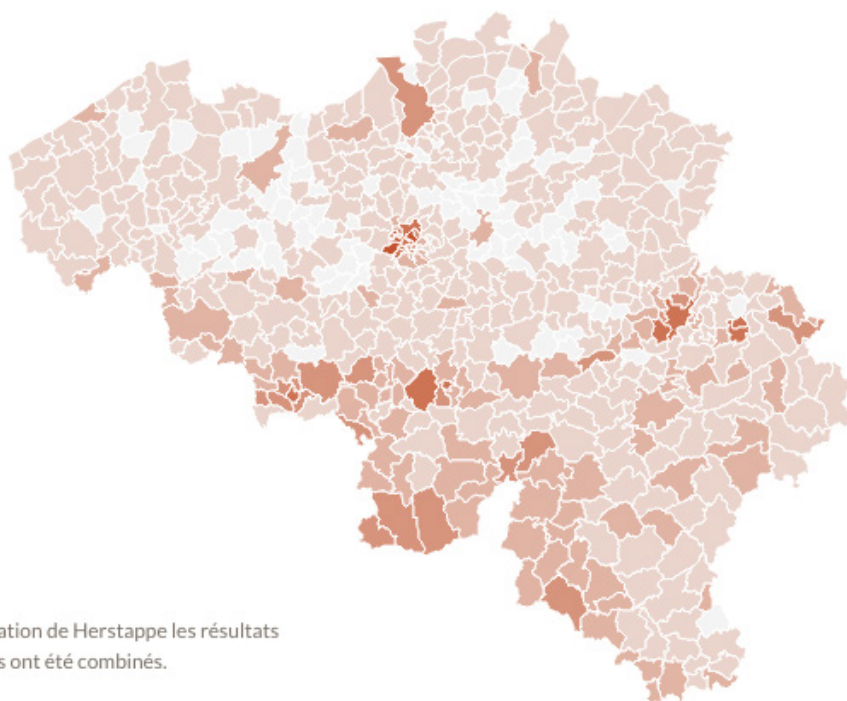 ation de Herstappe les résultats
s ont été combinés.